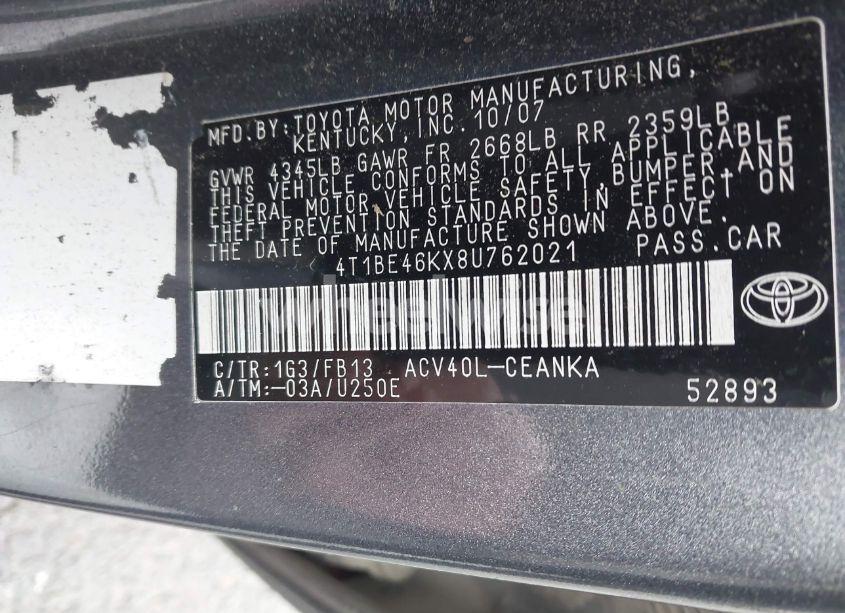 MFD.BY:TOYOTA MOTOR MANUFACTURING,
KENTUCKY, INC. 10/07
GVWR 4345LB GAWR FR 2668LB RR 2359LB
THIS VEHICLE CONFORMS TO ALL APPLICABLE
FEDERAL MOTOR VEHICLE SAFETY, BUMPER, AND
THEFT PREVENTION STANDARDS IN EFFECT ON
THE DATE OF MANUFACTURE SHOWN ABOVE.
4T1BE46KX8U762021 PASS.CAR
wheelwise
C/TR:1G3/FB13 ACV40L-CEANKA
A/TM:-03A/U250E 52893